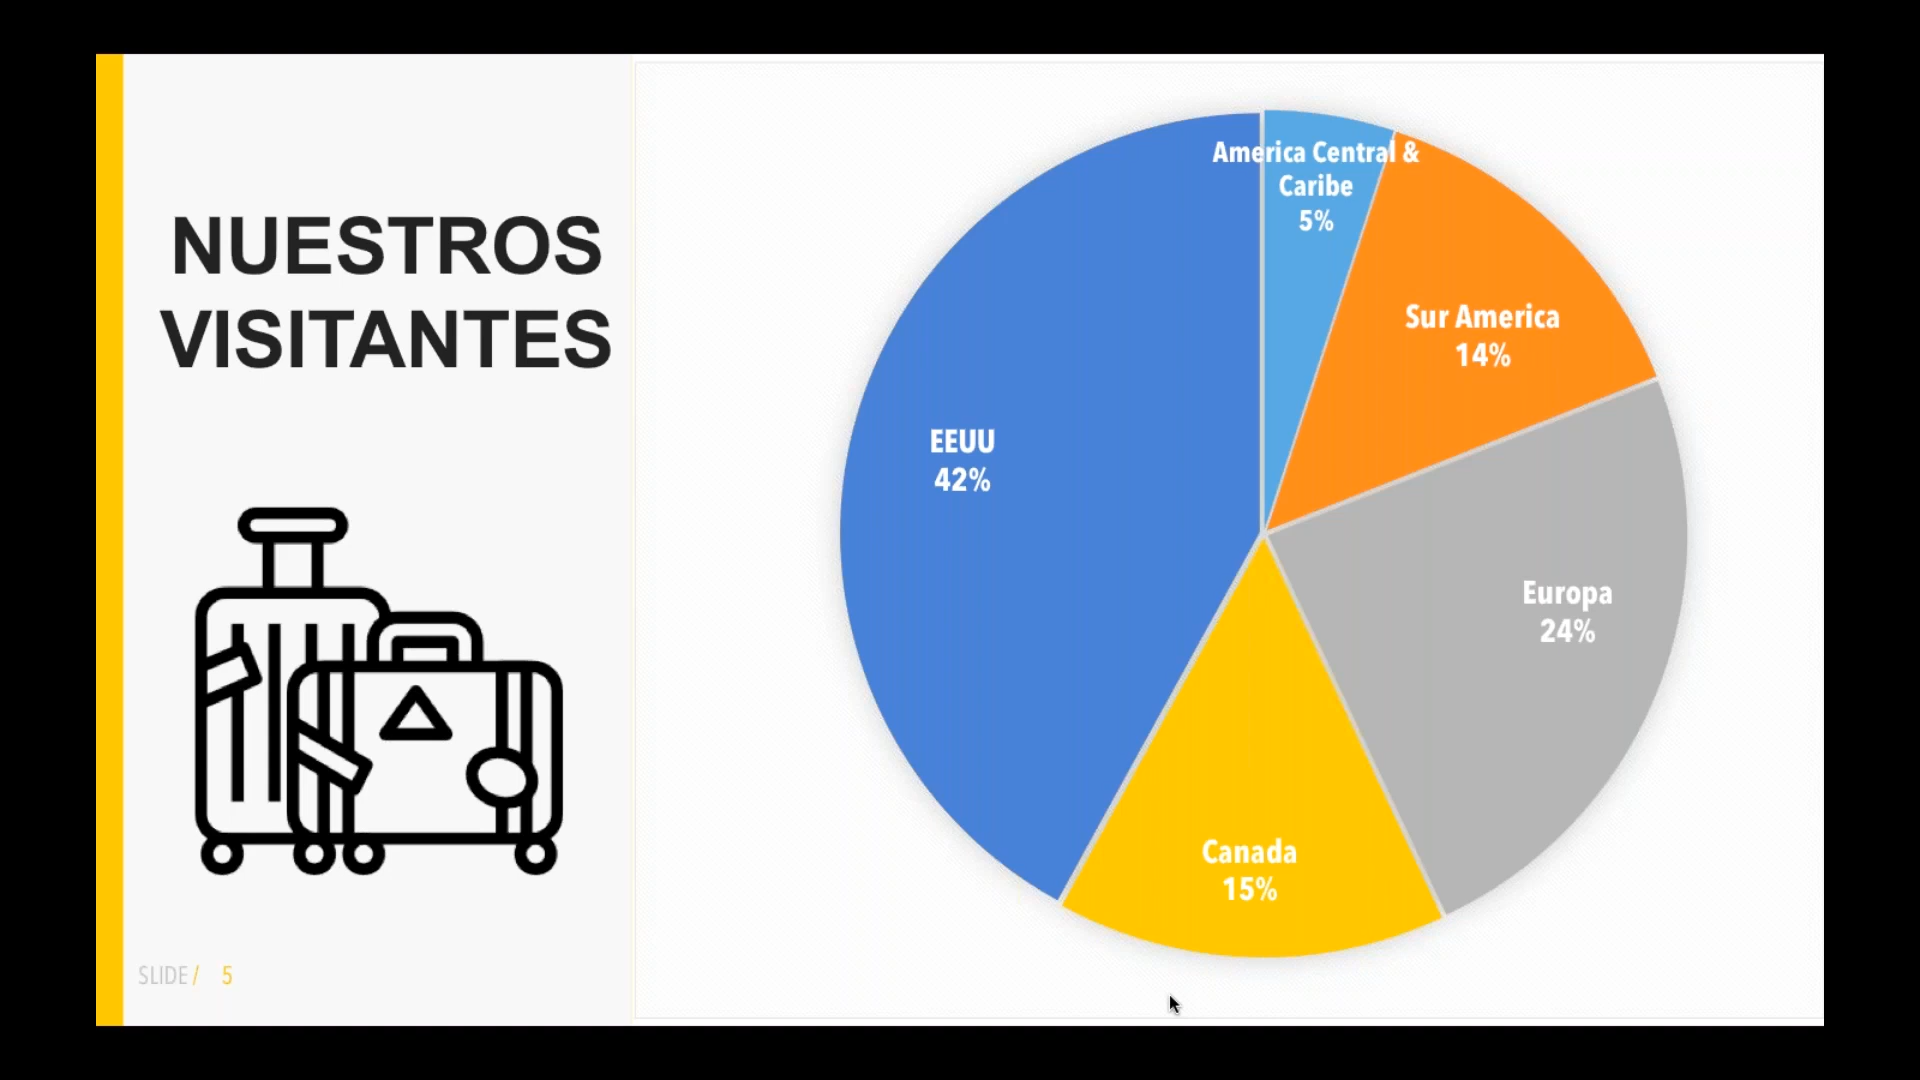 NUESTROS
VISITANTES
America Central &
Caribe
5%
Sur America
14%
EEUU
42%
Europa
24%
Canada
15%
SLIDE / 5